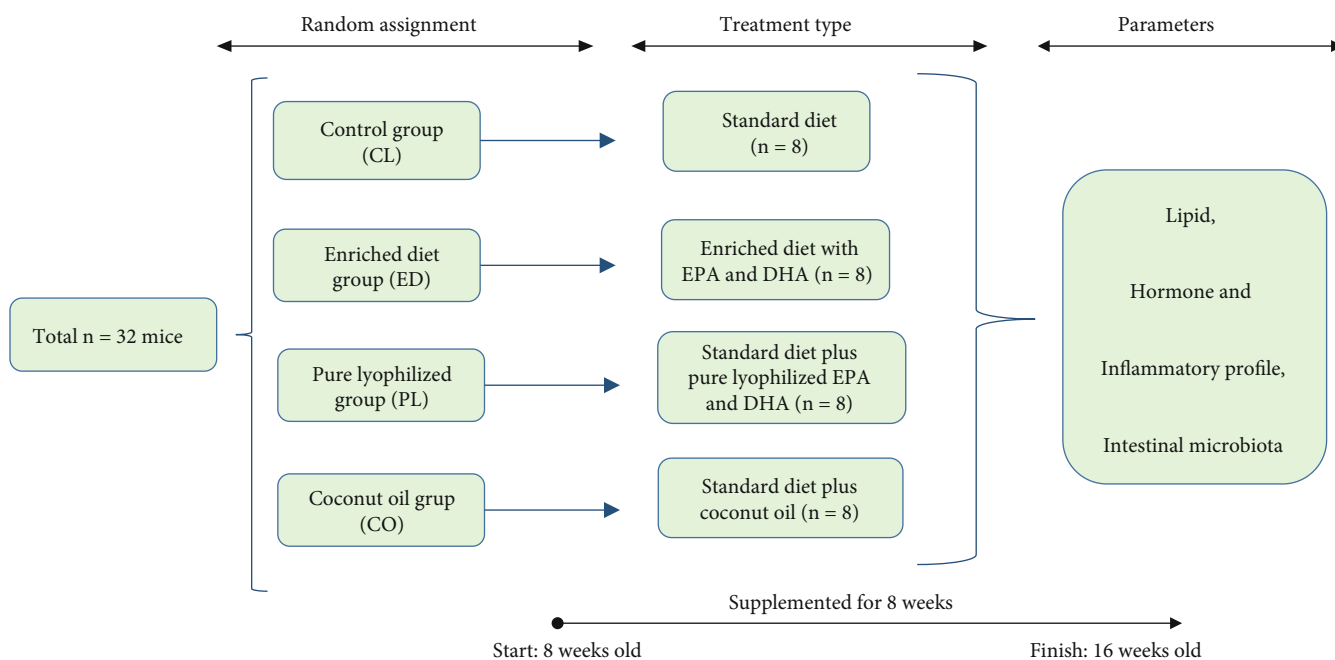 Random assignment
Treatment type
Parameters
Total n = 32 mice
Control group
(CL)
Standard diet
(n = 8)
Enriched diet
group (ED)
Enriched diet with
EPA and DHA (n = 8)
Pure lyophilized
group (PL)
Standard diet plus
pure lyophilized EPA
and DHA (n = 8)
Coconut oil grup
(CO)
Standard diet plus
coconut oil (n = 8)
Lipid,
Hormone and
Inflammatory profile,
Intestinal microbiota
Supplemented for 8 weeks
Start: 8 weeks old
Finish: 16 weeks old